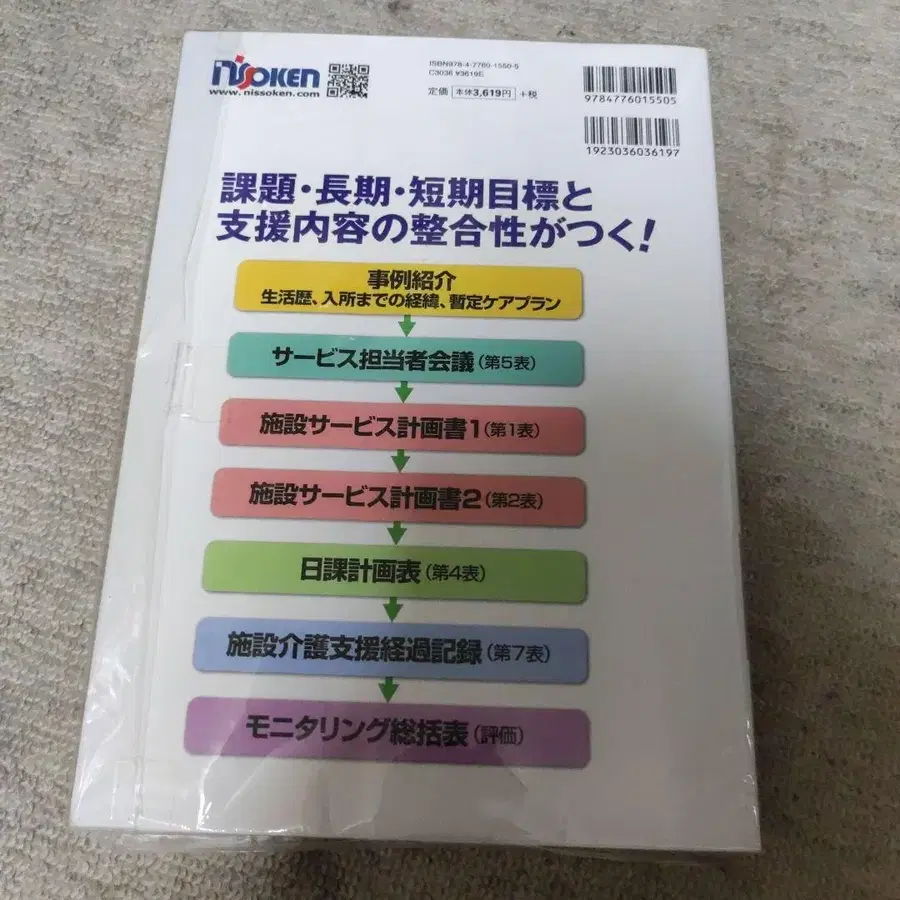 NISSOKEN
www.nissoken.com
ISBN978-4-7760-1550-5
C3036 ¥3619E
定価 本体3,619円 +税
9784776015505
1923036036197
課題・長期・短期目標と
支援内容の整合性がつく!
事例紹介
生活歴、入所までの経緯、暫定ケアプラン
サービス担当者会議(第5表)
施設サービス計画書1(第1表)
施設サービス計画書2(第2表)
日課計画表(第4表)
施設介護支援経過記録(第7表)
モニタリング総括表(評価)